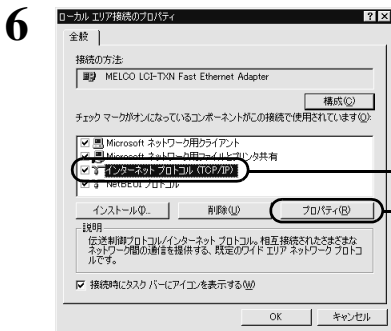 6
ローカル エリア接続のプロパティ
全般
接続の方法:
MELCO LCI-TXN Fast Ethernet Adapter
構成(C)
チェック マークがオンになっているコンポーネントがこの接続で使用されています(O):
Microsoft ネットワーク用クライアント
Microsoft ネットワーク用ファイルとプリンタ共有
インターネット プロトコル (TCP/IP)
NetBEUI プロトコル
インストール(I)... 削除(U) プロパティ(R)
説明
伝送制御プロトコル/インターネット プロトコル。相互接続されたさまざまな
ネットワーク間の通信を提供する、既定のワイド エリア ネットワーク プロトコ
ルです。
接続時にタスク バーにアイコンを表示する(W)
OK キャンセル